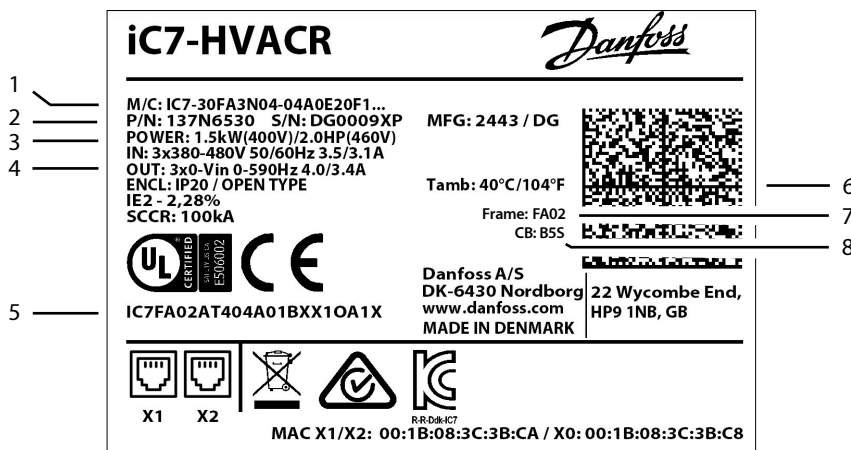 iC7-HVACR
Danfoss
1
M/C: IC7-30FA3N04-04A0E20F1...
2
P/N: 137N6530 S/N: DG0009XP MFG: 2443 / DG
3
POWER: 1.5kW(400V)/2.0HP(460V)
IN: 3x380-480V 50/60Hz 3.5/3.1A
4
OUT: 3x0-Vin 0-590Hz 4.0/3.4A
ENCL: IP20 / OPEN TYPE
Tamb: 40°C/104°F
6
IE2 - 2,28%
SCCR: 100kA
Frame: FA02
7
CB: B5S
8
UL
®
CERTIFIED
SAFETY US CA
E506002
CE
Danfoss A/S
DK-6430 Nordborg
www.danfoss.com
MADE IN DENMARK
22 Wycombe End,
HP9 1NB, GB
5
IC7FA02AT404A01BXX1OA1X
X1 X2
R-R-Ddk-IC7
MAC X1/X2: 00:1B:08:3C:3B:CA / X0: 00:1B:08:3C:3B:C8